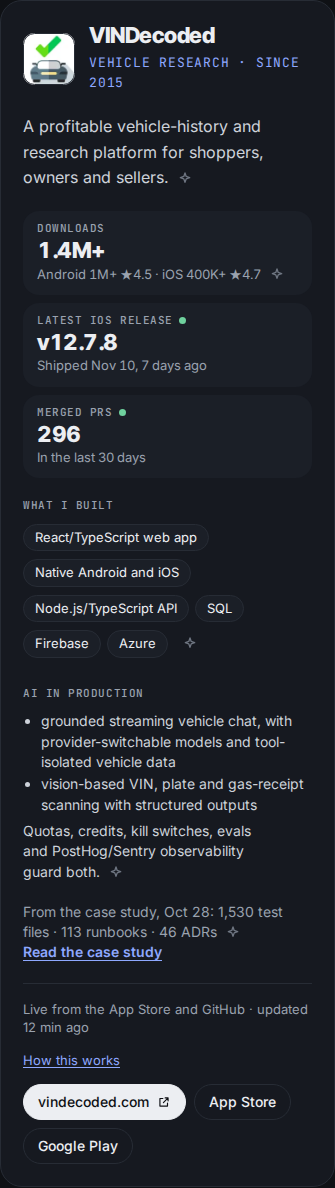 VINDecoded
VEHICLE RESEARCH · SINCE
2015
A profitable vehicle-history and
research platform for shoppers,
owners and sellers.
DOWNLOADS
1.4M+
Android 1M+ ★4.5 · iOS 400K+ ★4.7
LATEST IOS RELEASE
v12.7.8
Shipped Nov 10, 7 days ago
MERGED PRS
296
In the last 30 days
WHAT I BUILT
React/TypeScript web app
Native Android and iOS
Node.js/TypeScript API SQL
Firebase Azure
AI IN PRODUCTION
• grounded streaming vehicle chat, with
provider-switchable models and tool-
isolated vehicle data
• vision-based VIN, plate and gas-receipt
scanning with structured outputs
Quotas, credits, kill switches, evals
and PostHog/Sentry observability
guard both.
From the case study, Oct 28: 1,530 test
files · 113 runbooks · 46 ADRs
Read the case study
Live from the App Store and GitHub · updated
12 min ago
How this works
vindecoded.com App Store
Google Play